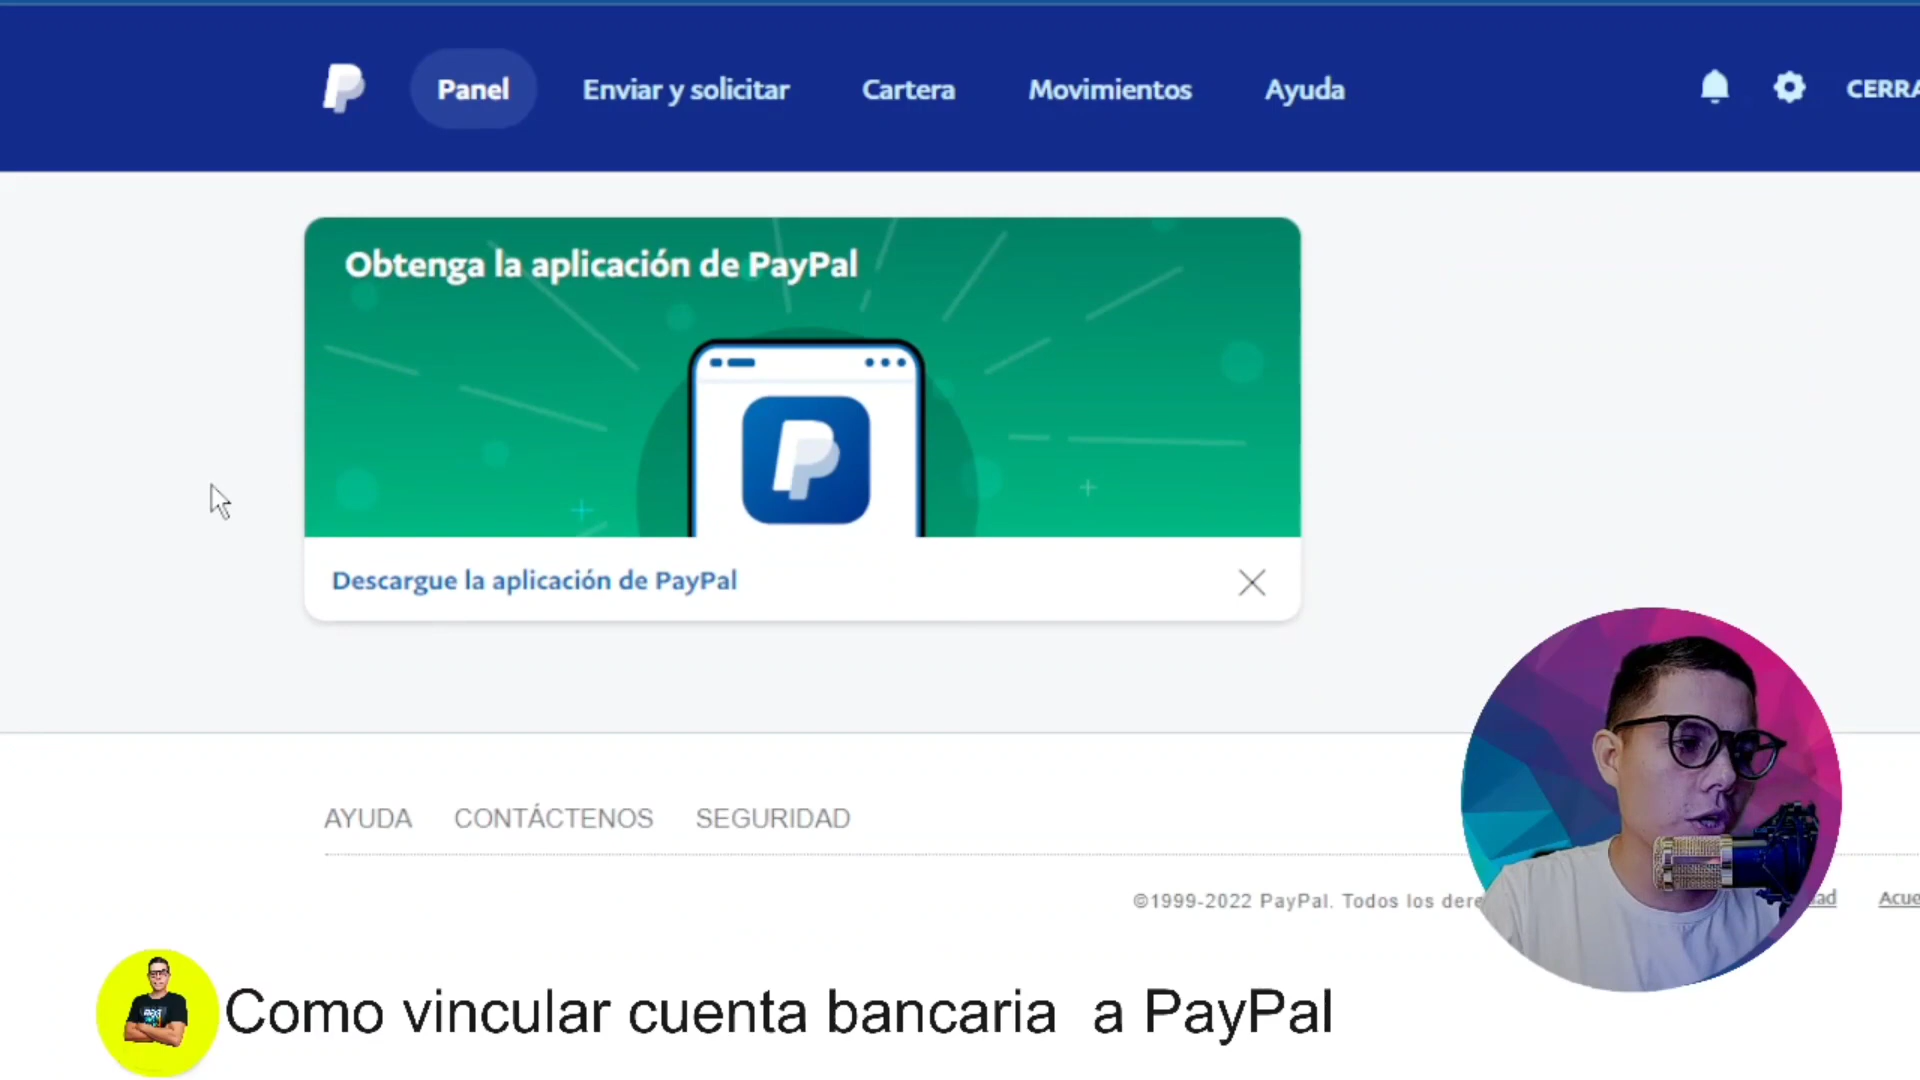 Panel Enviar y solicitar Cartera Movimientos Ayuda
Obtenga la aplicación de PayPal
Descargue la aplicación de PayPal
AYUDA CONTÁCTENOS SEGURIDAD
©1999-2022 PayPal. Todos los
Como vincular cuenta bancaria a PayPal